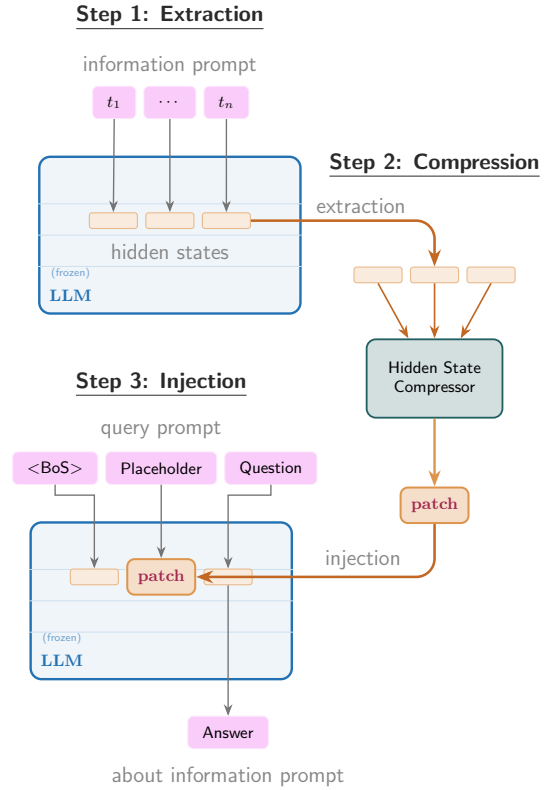 Step 1: Extraction
information prompt
t1 ··· tn
hidden states
(frozen)
LLM
Step 2: Compression
extraction
Hidden State
Compressor
patch
injection
Step 3: Injection
query prompt
<BoS> Placeholder Question
patch
(frozen)
LLM
Answer
about information prompt